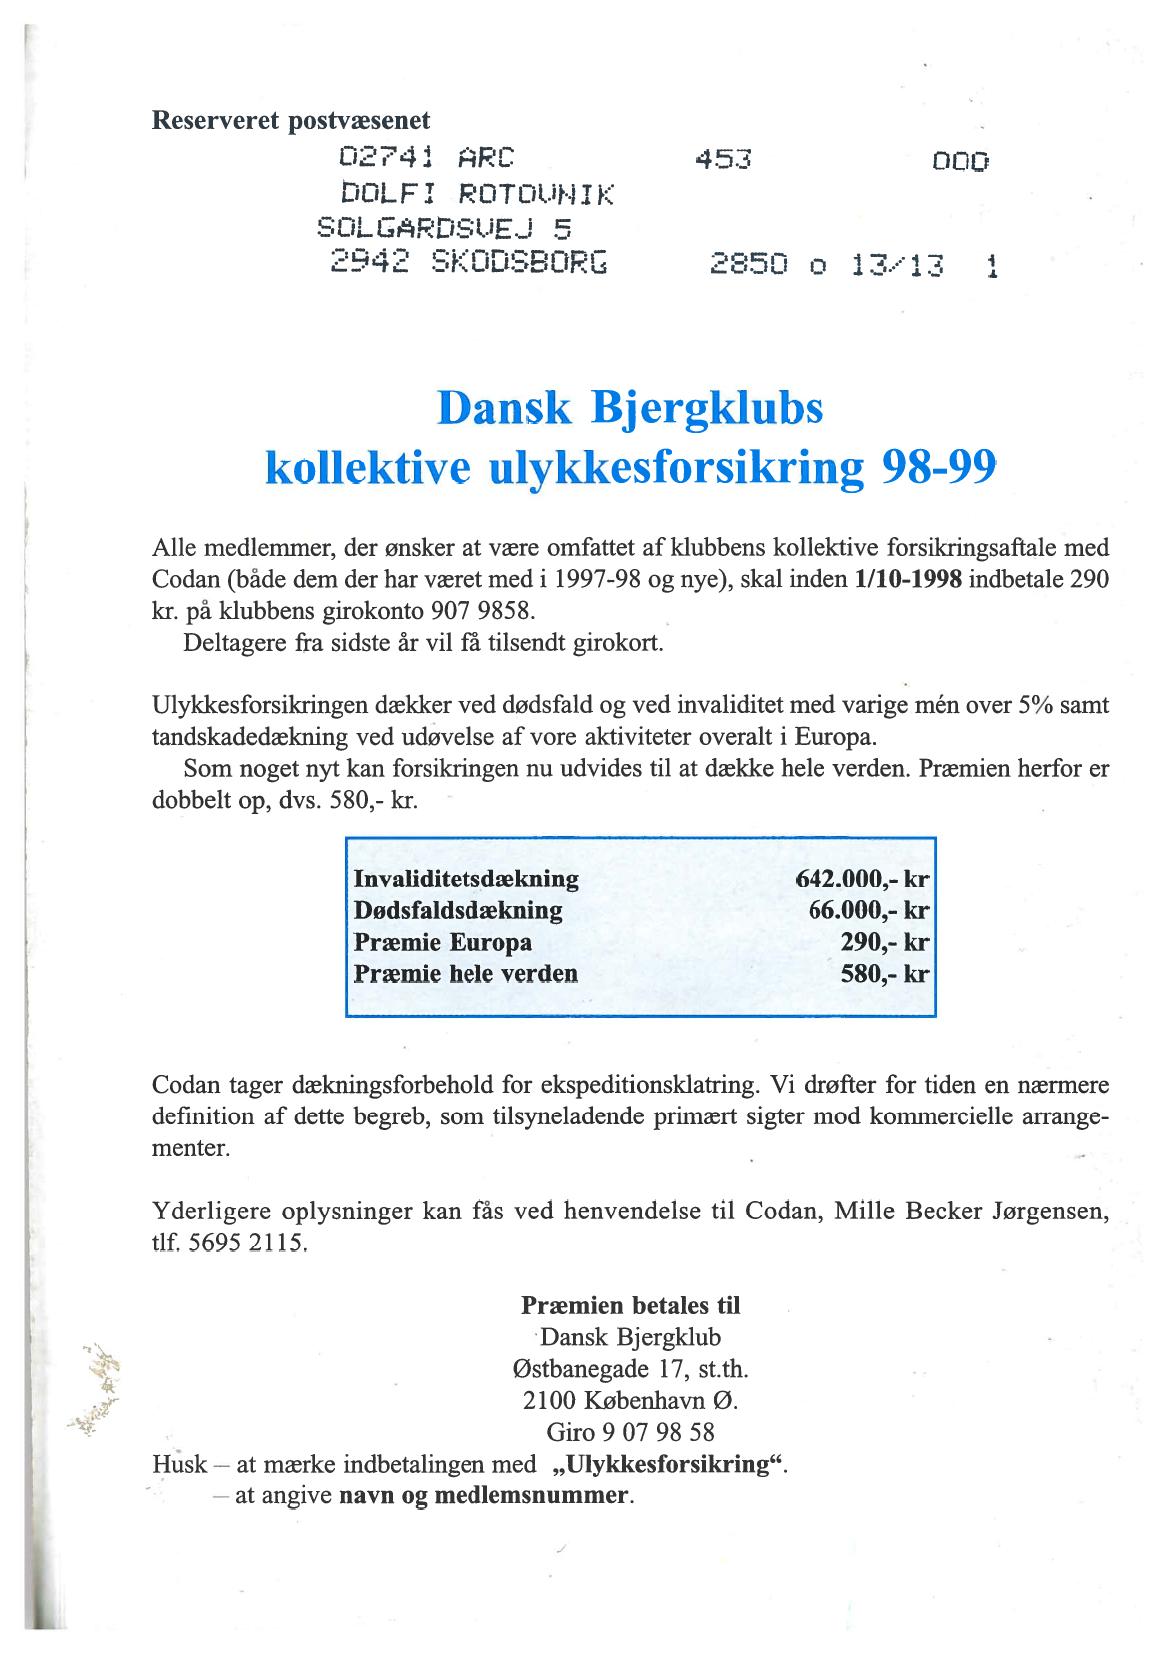 Reserveret postvæsenet
02741 ARC 453 000
DOLFI ROTOVNIK
SOLGARDSVEJ 5
2942 SKODSBORG 2850 o 13/13 1
Dansk Bjergklubs
kollektive ulykkesforsikring 98-99
Alle medlemmer, der ønsker at være omfattet af klubbens kollektive forsikringsaftale med
Codan (både dem der har været med i 1997-98 og nye), skal inden 1/10-1998 indbetale 290
kr. på klubbens girokonto 907 9858.
Deltagere fra sidste år vil få tilsendt girokort.
Ulykkesforsikringen dækker ved dødsfald og ved invaliditet med varige mén over 5% samt
tandskadedækning ved udøvelse af vore aktiviteter overalt i Europa.
Som noget nyt kan forsikringen nu udvides til at dække hele verden. Præmien herfor er
dobbelt op, dvs. 580,- kr.
Invaliditetsdækning 642.000,- kr
Dødsfaldsdækning 66.000,- kr
Præmie Europa 290,- kr
Præmie hele verden 580,- kr
Codan tager dækningsforbehold for ekspeditionsklatring. Vi drøfter for tiden en nærmere
definition af dette begreb, som tilsyneladende primært sigter mod kommercielle arrange-
menter.
Yderligere oplysninger kan fås ved henvendelse til Codan, Mille Becker Jørgensen,
tlf. 5695 2115.
Præmien betales til
Dansk Bjergklub
Østbanegade 17, st.th.
2100 København Ø.
Giro 9 07 98 58
Husk – at mærke indbetalingen med „Ulykkesforsikring“.
– at angive navn og medlemsnummer.